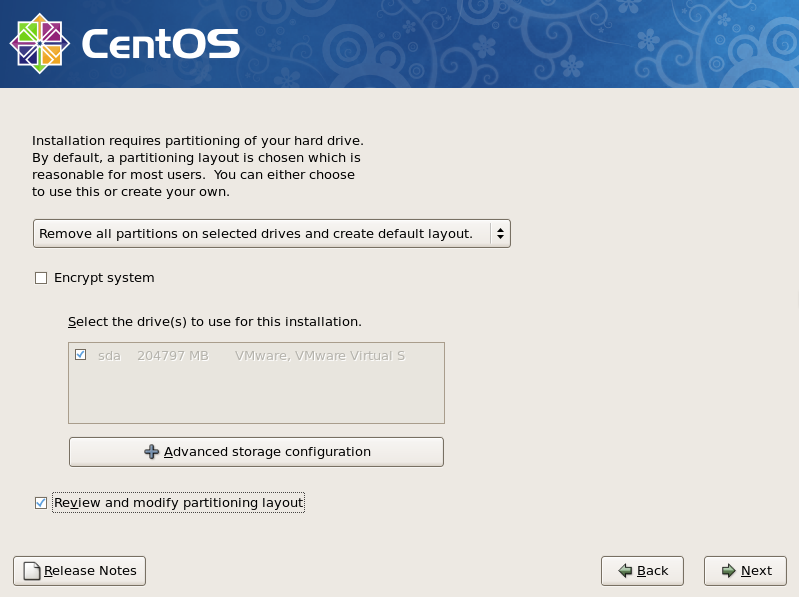 CentOS
Installation requires partitioning of your hard drive.
By default, a partitioning layout is chosen which is
reasonable for most users.  You can either choose
to use this or create your own.
Remove all partitions on selected drives and create default layout.
Encrypt system
Select the drive(s) to use for this installation.
sda 204797 MB VMware, VMware Virtual S
Advanced storage configuration
Review and modify partitioning layout
Release Notes
Back
Next